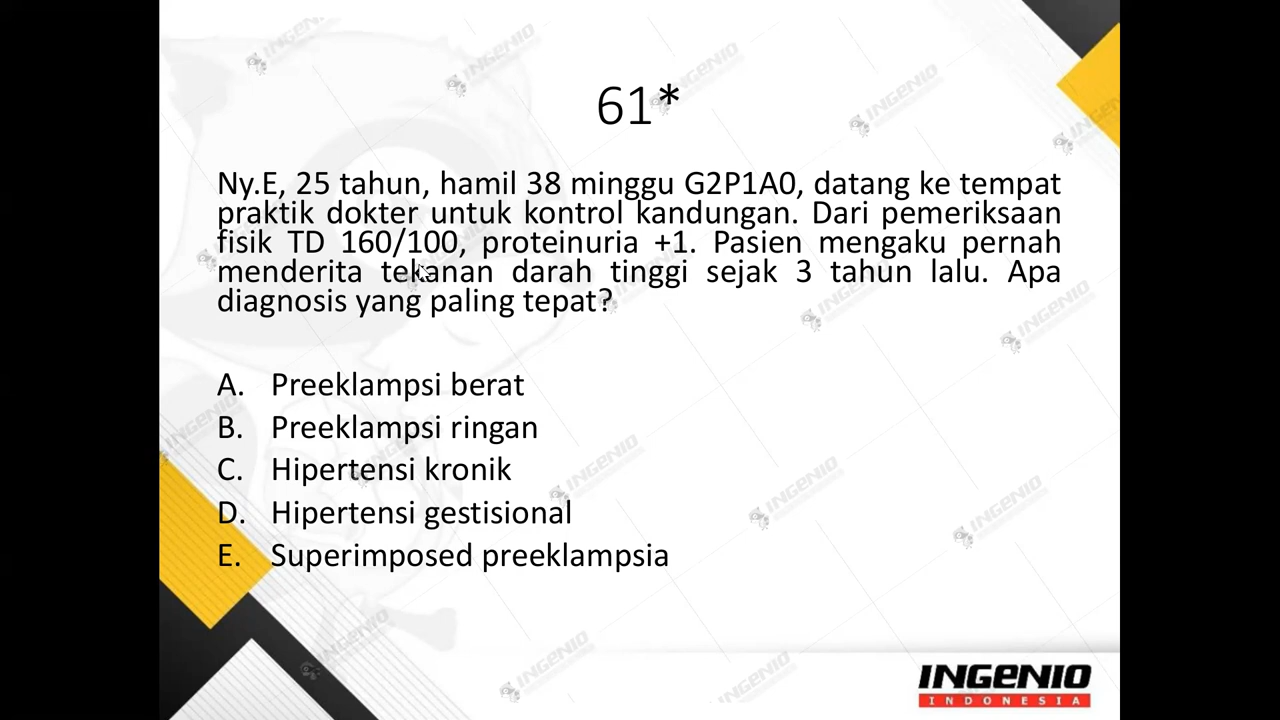 61*
Ny.E, 25 tahun, hamil 38 minggu G2P1A0, datang ke tempat
praktik dokter untuk kontrol kandungan. Dari pemeriksaan
fisik TD 160/100, proteinuria +1. Pasien mengaku pernah
menderita tekanan darah tinggi sejak 3 tahun lalu. Apa
diagnosis yang paling tepat?
A. Preeklampsi berat
B. Preeklampsi ringan
C. Hipertensi kronik
D. Hipertensi gestisional
E. Superimposed preeklampsia
INGENIO
INDONESIA